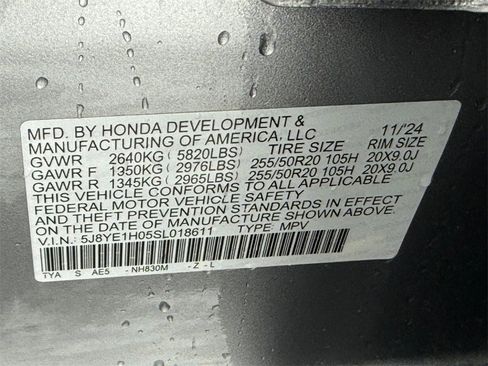 MFD. BY HONDA DEVELOPMENT & 11/'24
MANUFACTURING OF AMERICA, LLC
GVWR 2640KG ( 5820LBS) TIRE SIZE RIM SIZE
GAWR F 1350KG ( 2976LBS) 255/50R20 105H 20X9.0J
GAWR R 1345KG ( 2965LBS) 255/50R20 105H 20X9.0J
THIS VEHICLE CONFORMS TO ALL APPLICABLE
FEDERAL MOTOR VEHICLE SAFETY
AND THEFT PREVENTION STANDARDS IN EFFECT
ON THE DATE OF MANUFACTURE SHOWN ABOVE.
V.I.N.: 5J8YE1H05SL018611 TYPE: MPV
TYA S AE5 - NH830M - Z - L